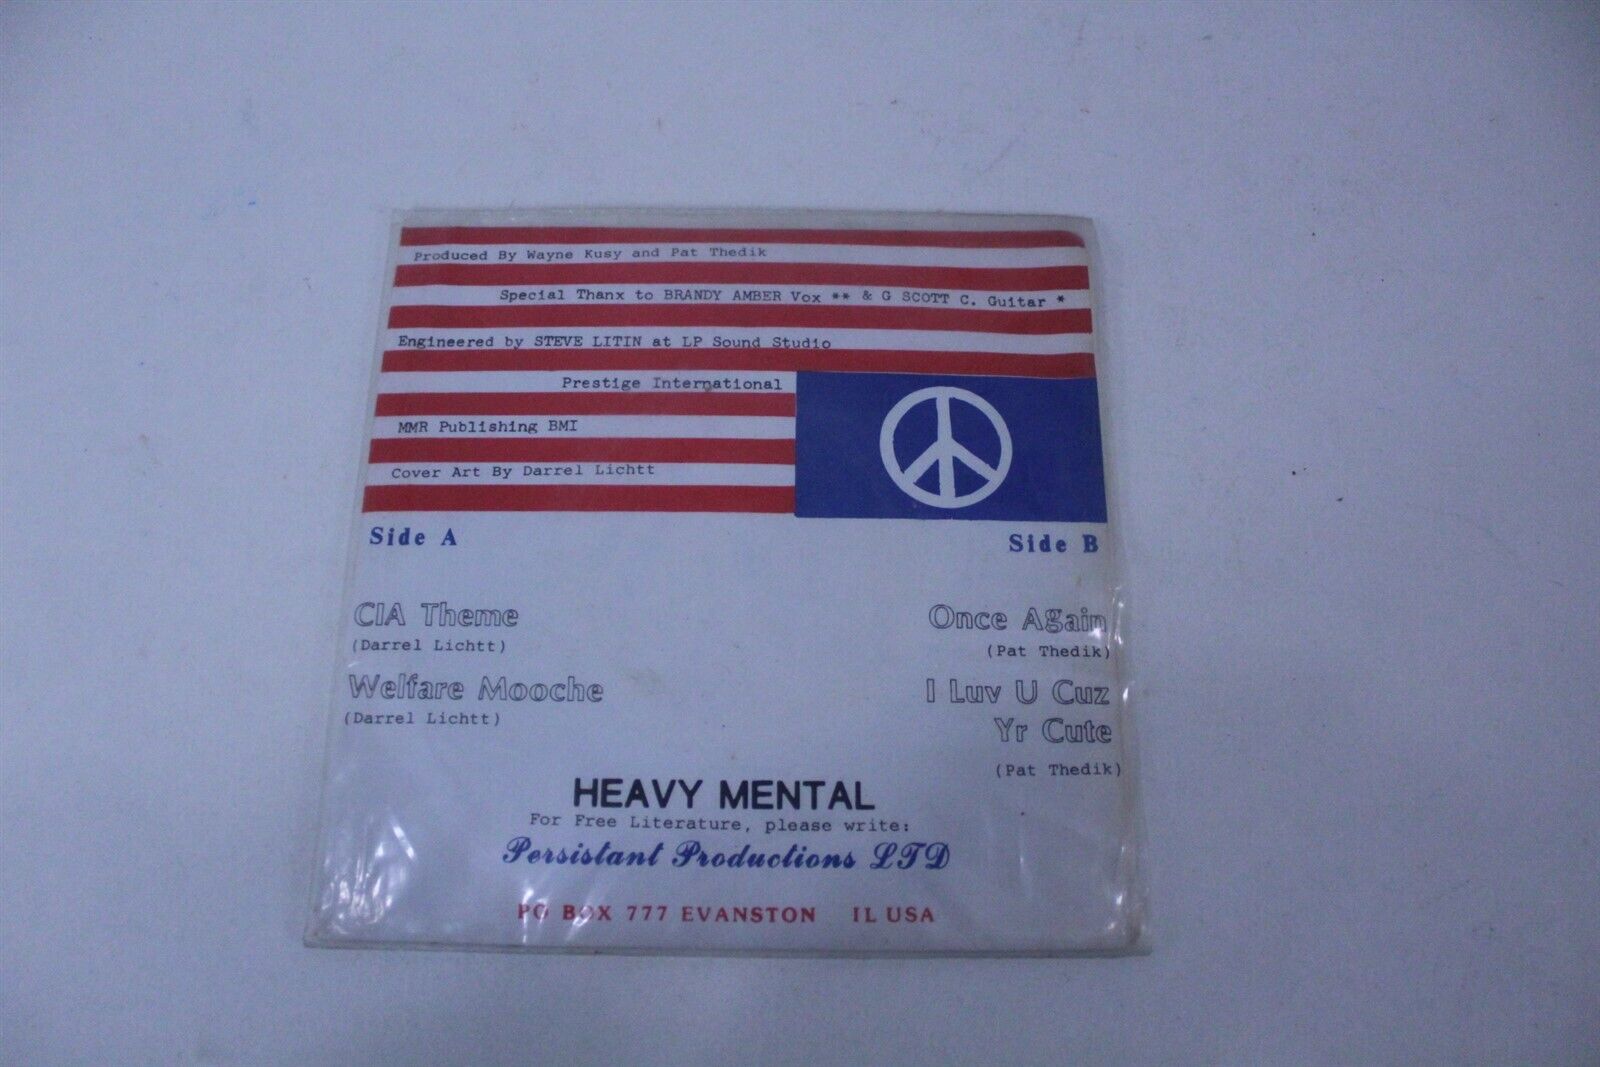 Produced By Wayne Kusy and Pat Thedik
Special Thanx to BRANDY AMBER Vox ** & G SCOTT C. Guitar *
Engineered by STEVE LITIN at LP Sound Studio
Prestige International
MMR Publishing BMI
Cover Art By Darrel Lichtt
Side A
CIA Theme
(Darrel Lichtt)
Welfare Mooche
(Darrel Lichtt)
Side B
Once Again
(Pat Thedik)
I Luv U Cuz
Yr Cute
(Pat Thedik)
HEAVY MENTAL
For Free Literature, please write:
Persistant Productions LTD
PO BOX 777 EVANSTON IL USA